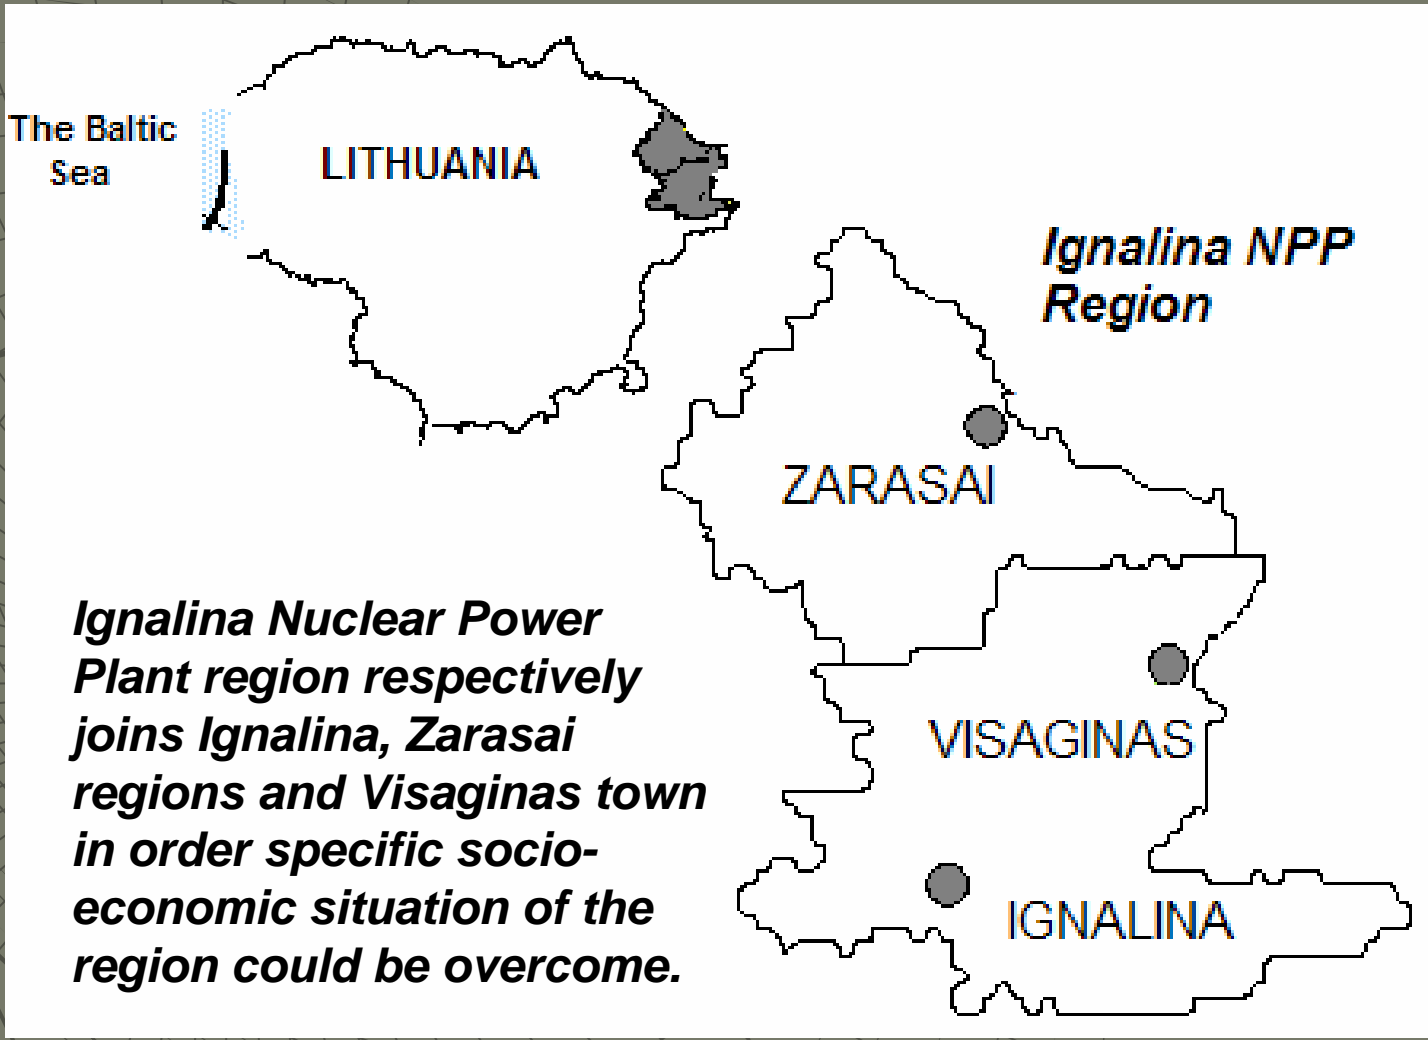 The Baltic
Sea
LITHUANIA
Ignalina NPP
Region
ZARASAI
VISAGINAS
IGNALINA
Ignalina Nuclear Power
Plant region respectively
joins Ignalina, Zarasai
regions and Visaginas town
in order specific socio-
economic situation of the
region could be overcome.